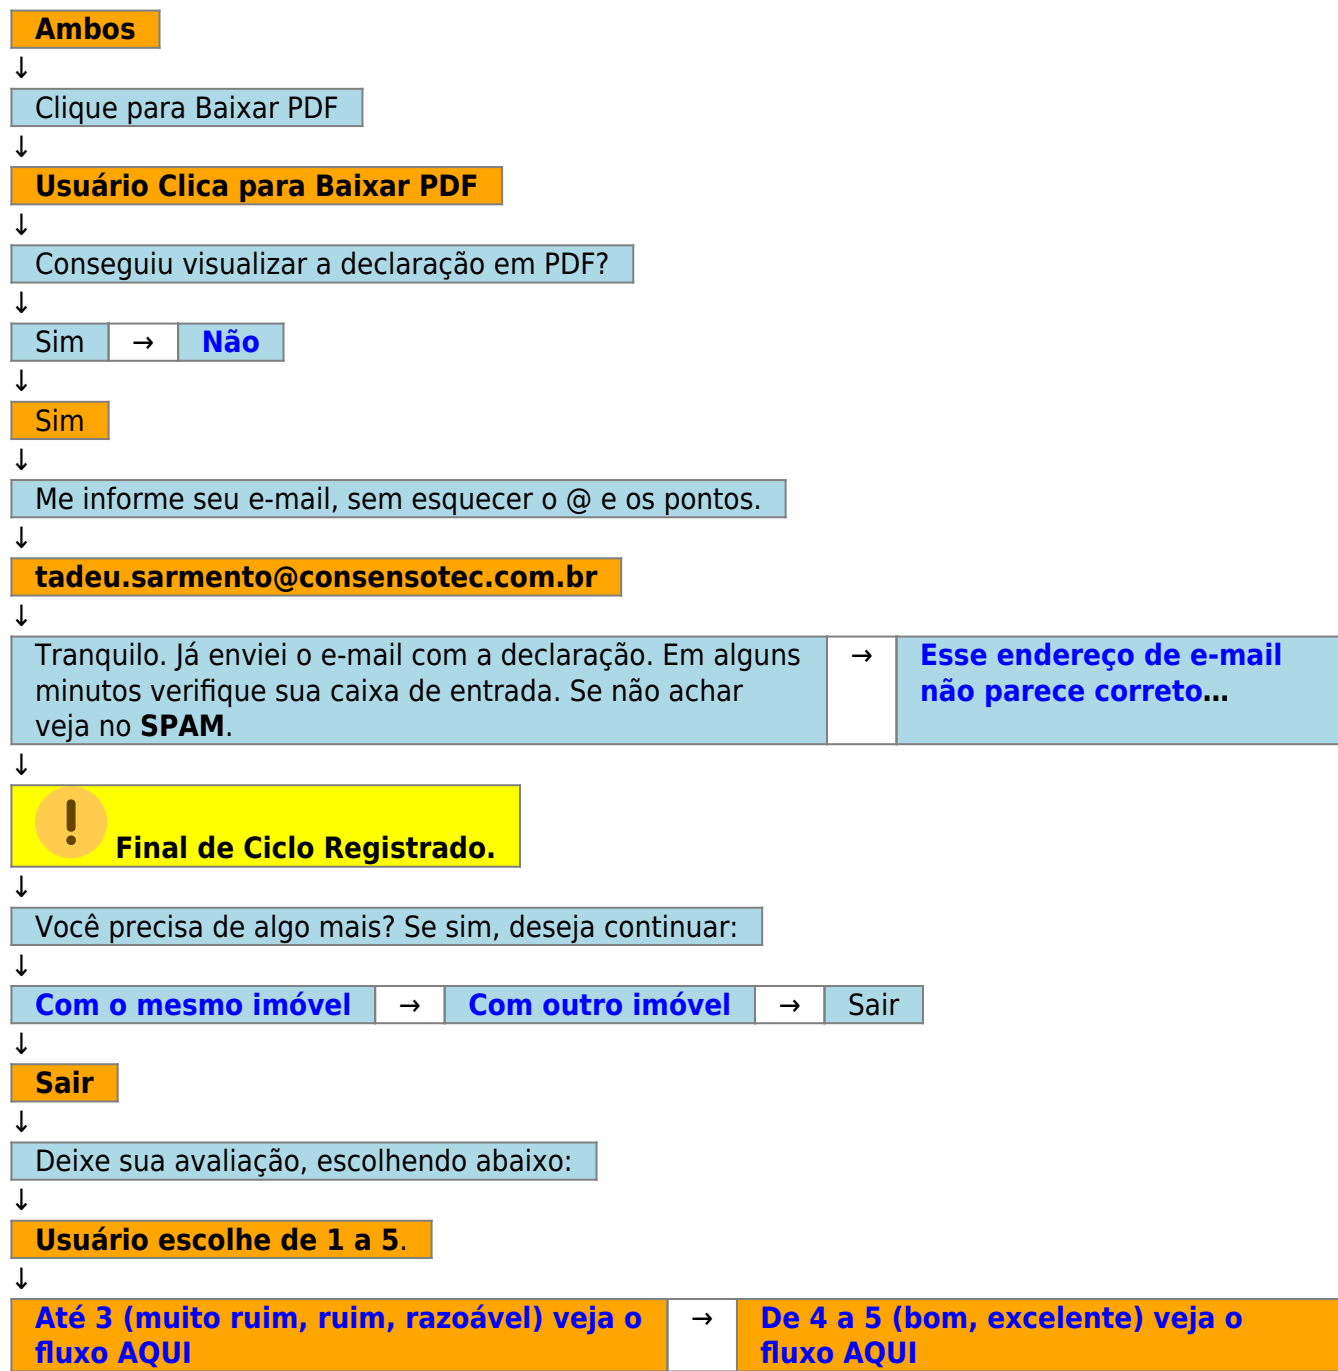 Ambos
↓
Clique para Baixar PDF
↓
Usuário Clica para Baixar PDF
↓
Conseguiu visualizar a declaração em PDF?
↓
Sim → Não
↓
Sim
↓
Me informe seu e-mail, sem esquecer o @ e os pontos.
↓
tadeu.sarmento@consensotec.com.br
↓
Tranquilo. Já enviei o e-mail com a declaração. Em alguns
minutos verifique sua caixa de entrada. Se não achar
veja no SPAM.
→
Esse endereço de e-mail
não parece correto...
↓
Final de Ciclo Registrado.
↓
Você precisa de algo mais? Se sim, deseja continuar:
↓
Com o mesmo imóvel → Com outro imóvel → Sair
↓
Sair
↓
Deixe sua avaliação, escolhendo abaixo:
↓
Usuário escolhe de 1 a 5.
↓
Até 3 (muito ruim, ruim, razoável) veja o
fluxo AQUI
→
De 4 a 5 (bom, excelente) veja o
fluxo AQUI